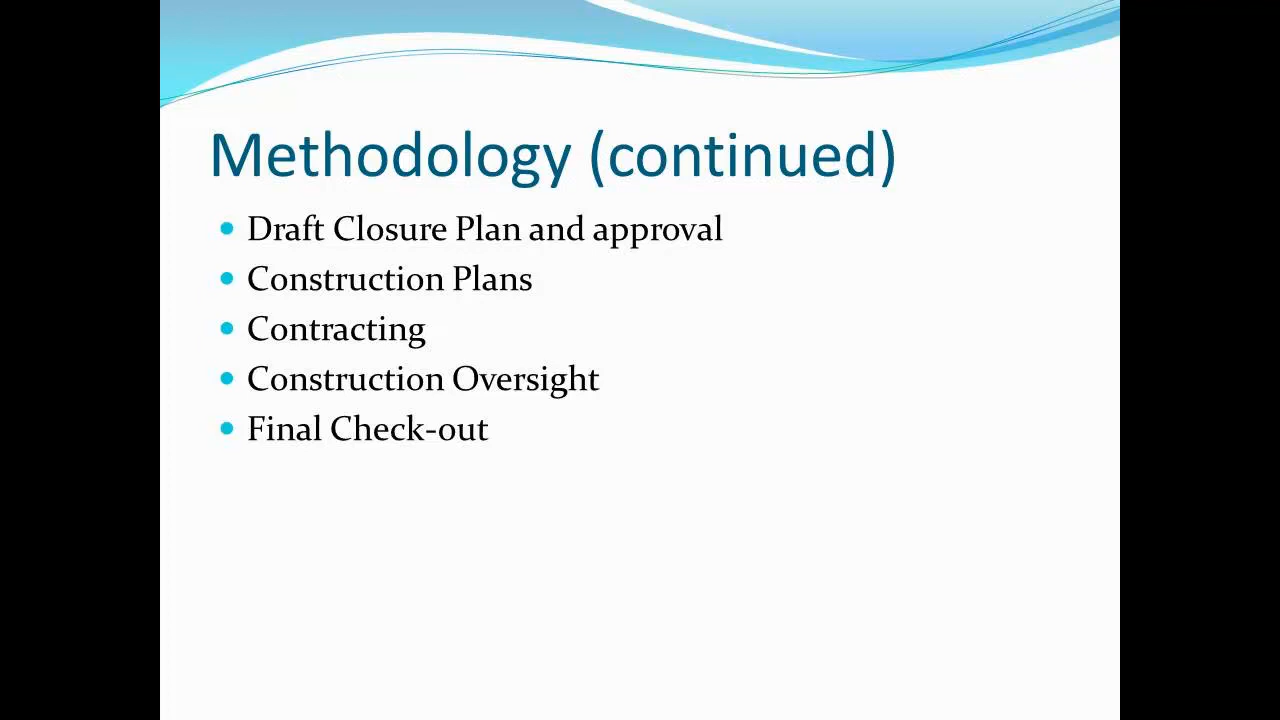 Methodology (continued)
Draft Closure Plan and approval
Construction Plans
Contracting
Construction Oversight
Final Check-out